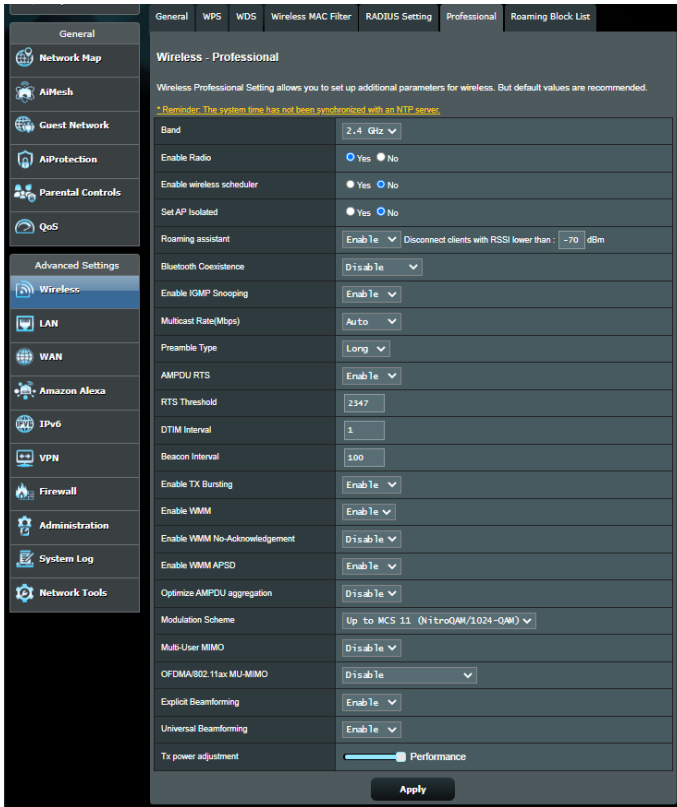 General WPS WDS Wireless MAC Filter RADIUS Setting Professional Roaming Block List
General
Network Map
AiMesh
Guest Network
AiProtection
Parental Controls
QoS
Advanced Settings
Wireless
LAN
WAN
Amazon Alexa
IPv6
VPN
Firewall
Administration
System Log
Network Tools
Wireless - Professional
Wireless Professional Setting allows you to set up additional parameters for wireless. But default values are recommended.
* Reminder: The system time has not been synchronized with an NTP server.
Band 2.4 GHz
Enable Radio Yes No
Enable wireless scheduler Yes No
Set AP Isolated Yes No
Roaming assistant Enable Disconnect clients with RSSI lower than : -70 dBm
Bluetooth Coexistence Disable
Enable IGMP Snooping Enable
Multicast Rate(Mbps) Auto
Preamble Type Long
AMPDU RTS Enable
RTS Threshold 2347
DTIM Interval 1
Beacon Interval 100
Enable TX Bursting Enable
Enable WMM Enable
Enable WMM No-Acknowledgement Disable
Enable WMM APSD Enable
Optimize AMPDU aggregation Disable
Modulation Scheme Up to MCS 11 (NitroQAM/1024-QAM)
Multi-User MIMO Disable
OFDMA/802.11ax MU-MIMO Disable
Explicit Beamforming Enable
Universal Beamforming Enable
Tx power adjustment Performance
Apply